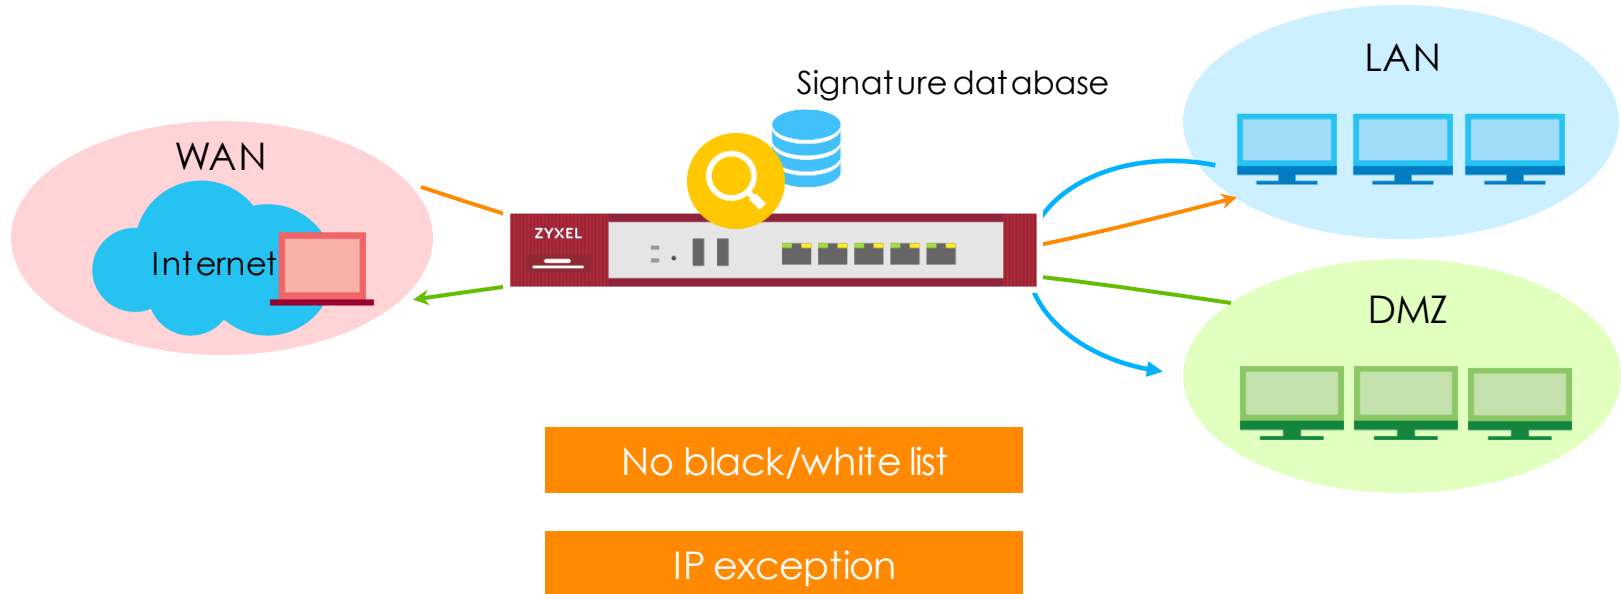 Signature database
LAN
WAN
Internet
ZYXEL
DMZ
No black/white list
IP exception